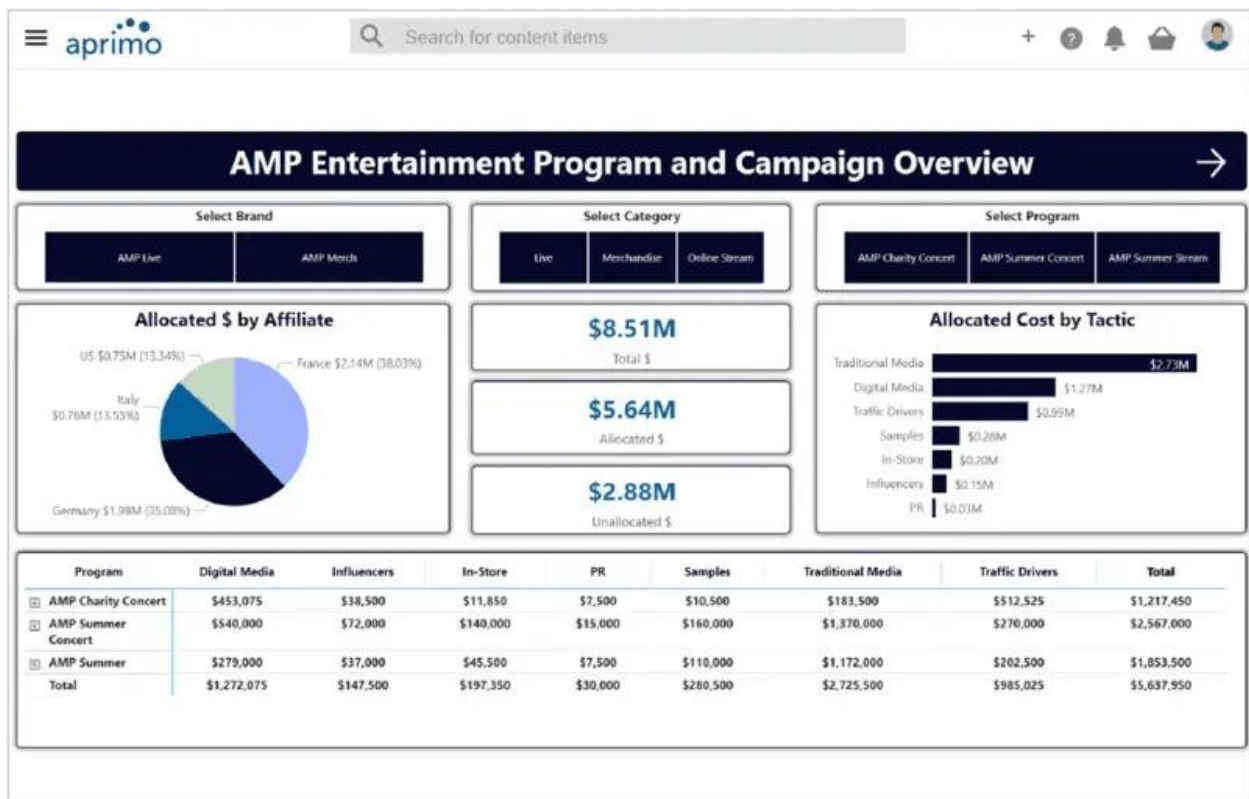 aprimo
Search for content items
AMP Entertainment Program and Campaign Overview
Select Brand
AMP Live
AMP Merch
Select Category
Live
Merchandise
Online Stream
Select Program
AMP Charity Concert
AMP Summer Concert
AMP Summer Stream
Allocated $ by Affiliate
US $0.75M (13.34%)
France $2.14M (38.03%)
Italy
$0.76M (13.55%)
Germany $1.98M (35.08%)
$8.51M
Total $
$5.64M
Allocated $
$2.88M
Unallocated $
Allocated Cost by Tactic
Traditional Media $2.73M
Digital Media $1.27M
Traffic Drivers $0.99M
Samples $0.28M
In-Store $0.20M
Influencers $0.15M
PR $0.03M
Program Digital Media Influencers In-Store PR Samples Traditional Media Traffic Drivers Total
AMP Charity Concert $453,075 $38,500 $11,850 $7,500 $10,500 $183,500 $512,525 $1,217,450
AMP Summer $540,000 $72,000 $140,000 $15,000 $160,000 $1,370,000 $270,000 $2,567,000
Concert
AMP Summer $279,000 $37,000 $45,500 $7,500 $110,000 $1,172,000 $202,500 $1,853,500
Total $1,272,075 $147,500 $197,350 $30,000 $280,500 $2,725,500 $985,025 $5,637,950